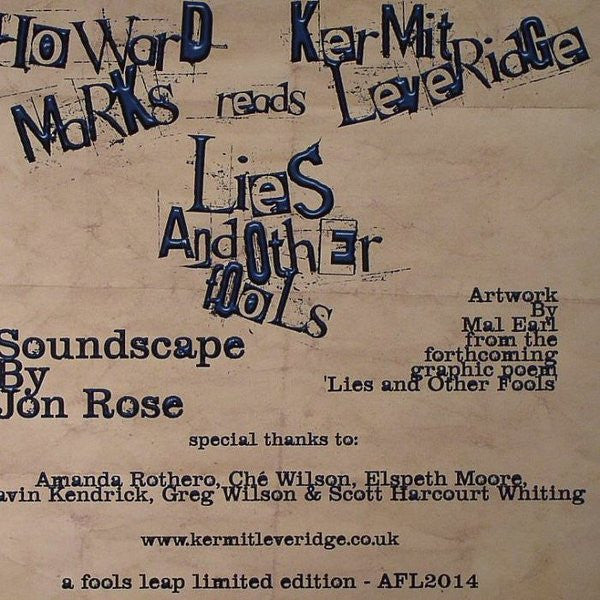 Howard Marks reads Kermit Leveridge
Lies
And Other
fools
Artwork
By
Mal Earl
from the
forthcoming
graphic poem
'Lies and Other Fools'
Soundscape
By
Jon Rose
special thanks to:
Amanda Rothero, Ché Wilson, Elspeth Moore,
avin Kendrick, Greg Wilson & Scott Harcourt Whiting
www.kermitleveridge.co.uk
a fools leap limited edition - AFL2014